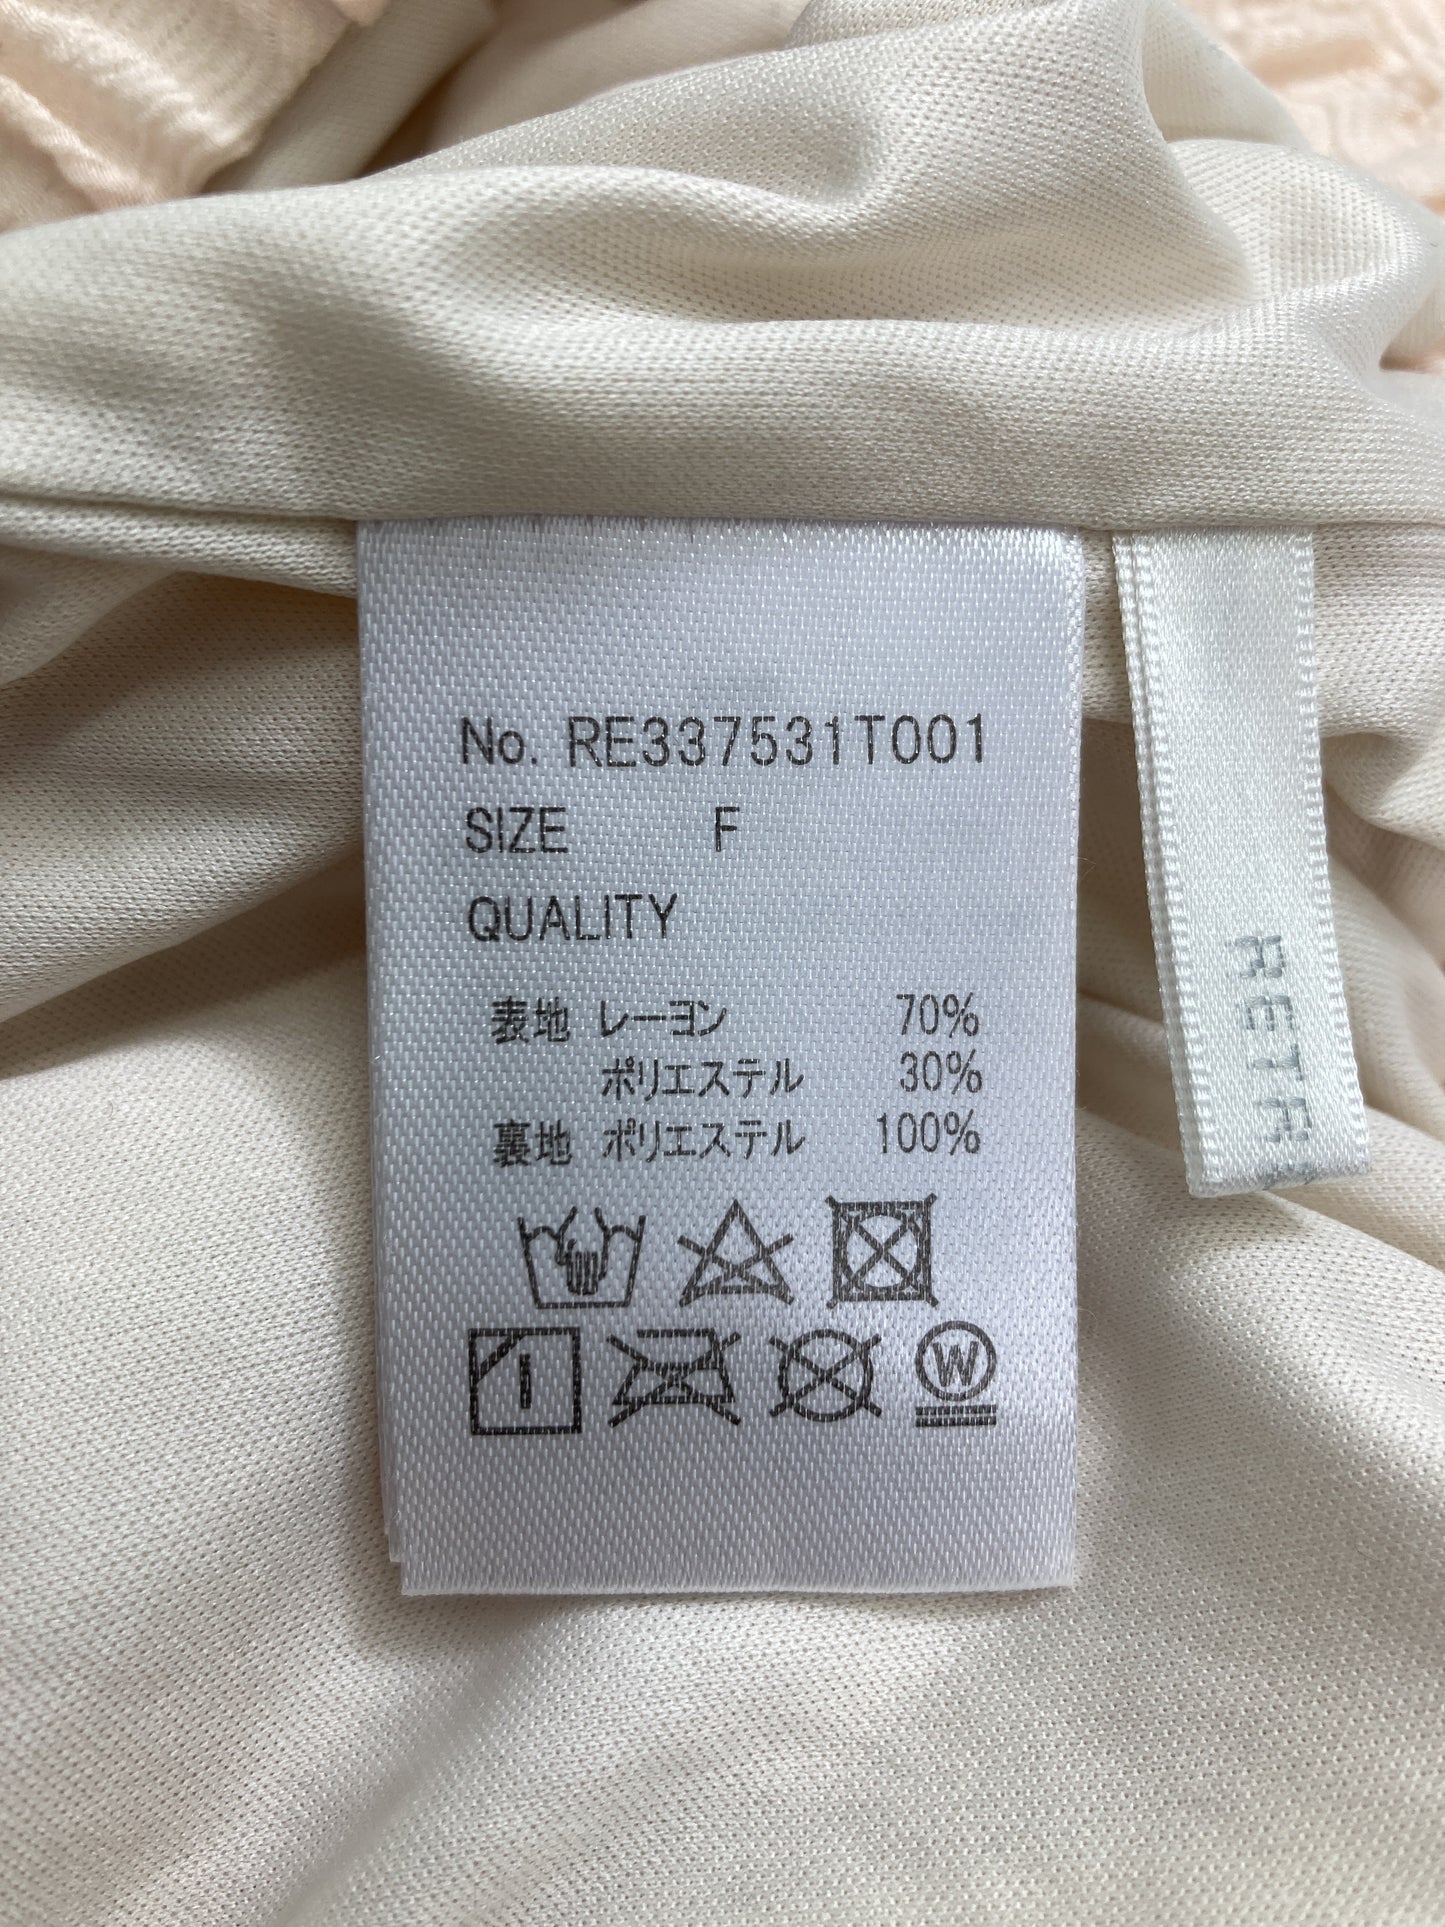 No. RE337531T001
SIZE F
QUALITY
表地 レーヨン 70%
ポリエステル 30%
裏地 ポリエステル 100%
W
RETR